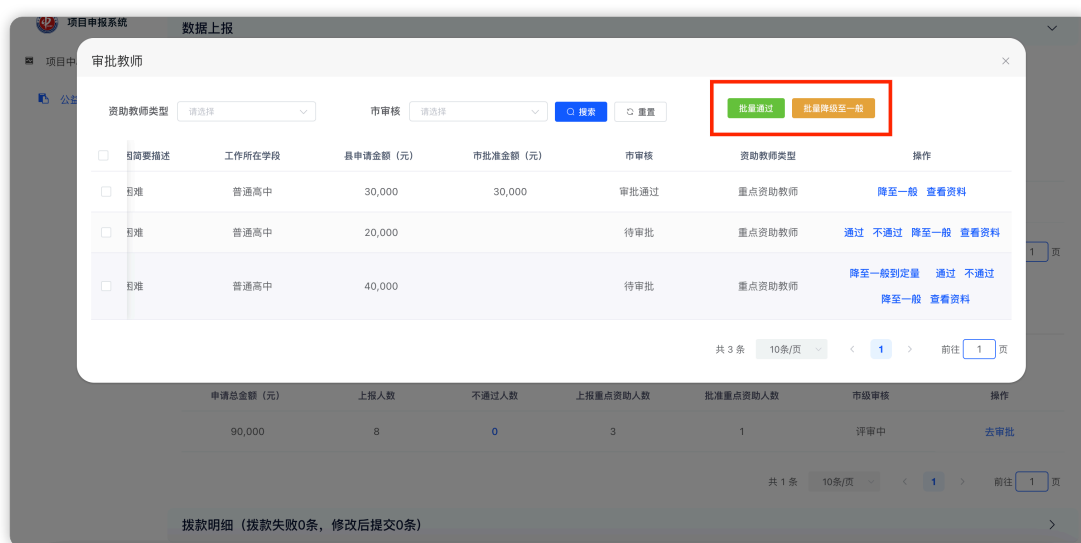 项目申报系统
数据上报
项目中
公益
审批教师
资助教师类型 请选择 市审核 请选择 搜索 重置 批量通过 批量降级至一般
因简要描述 工作所在学段 县申请金额（元） 市批准金额（元） 市审核 资助教师类型 操作
困难 普通高中 30,000 30,000 审批通过 重点资助教师 降至一般 查看资料
困难 普通高中 20,000 待审批 重点资助教师 通过 不通过 降至一般 查看资料
困难 普通高中 40,000 待审批 重点资助教师 降至一般到定量 通过 不通过
降至一般 查看资料
1 页
共 3 条 10条/页 1 前往 1 页
申请总金额（元） 上报人数 不通过人数 上报重点资助人数 批准重点资助人数 市级审核 操作
90,000 8 0 3 1 评审中 去审批
共 1 条 10条/页 1 前往 1 页
拨款明细（拨款失败0条，修改后提交0条）